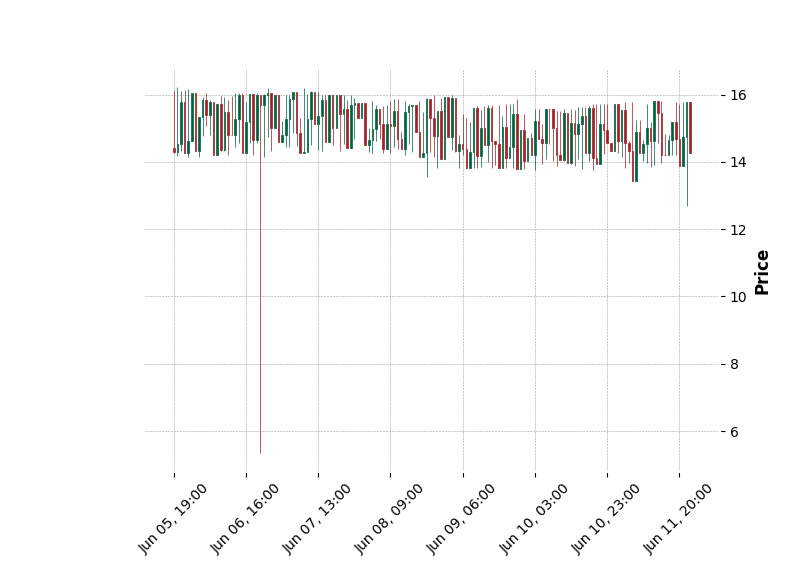 16
14
12
10
8
6
Price
Jun 05, 19:00
Jun 06, 16:00
Jun 07, 13:00
Jun 08, 09:00
Jun 09, 06:00
Jun 10, 03:00
Jun 10, 23:00
Jun 11, 20:00